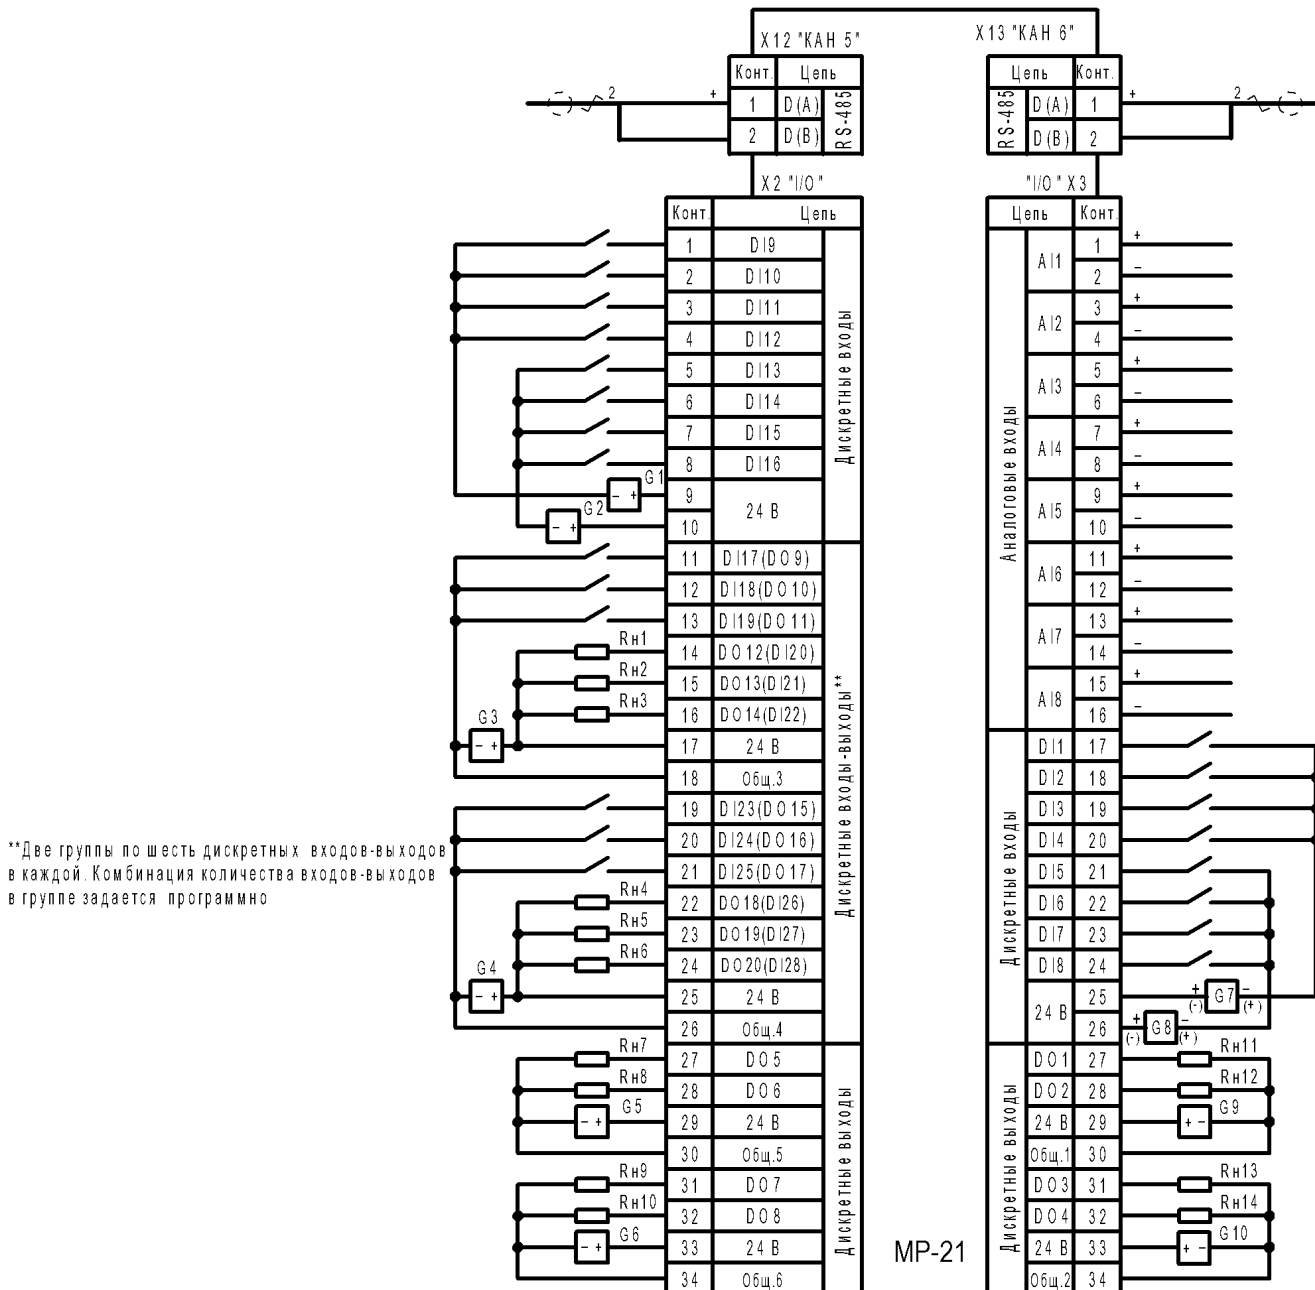 X12 "КАН 5"
Конт. Цепь
2 + 1 D(A)
2 D(B)
RS-485
X2 "I/O"
Конт. Цепь
1 DI9
2 DI10
3 DI11
4 DI12
5 DI13
6 DI14
7 DI15
8 DI16
G1 - + 9
24 В
G2 - + 10
Дискретные входы
11 DI17(DO9)
12 DI18(DO10)
13 DI19(DO11)
Rн1 14 DO12(DI20)
Rн2 15 DO13(DI21)
Rн3 16 DO14(DI22)
G3 - + 17 24 В
18 Общ.3
19 DI23(DO15)
20 DI24(DO16)
21 DI25(DO17)
Rн4 22 DO18(DI26)
Rн5 23 DO19(DI27)
Rн6 24 DO20(DI28)
G4 - + 25 24 В
26 Общ.4
Дискретные входы-выходы**
Rн7 27 DO5
Rн8 28 DO6
G5 - + 29 24 В
30 Общ.5
Rн9 31 DO7
Rн10 32 DO8
G6 - + 33 24 В
34 Общ.6
Дискретные выходы
**Две группы по шесть дискретных входов-выходов
в каждой. Комбинация количества входов-выходов
в группе задается программно
MP-21
X13 "КАН 6"
Цепь Конт.
RS-485
D(A) 1 + 2
D(B) 2
"I/O" X3
Цепь Конт.
Аналоговые входы
AI1
1 +
2 -
AI2
3 +
4 -
AI3
5 +
6 -
AI4
7 +
8 -
AI5
9 +
10 -
AI6
11 +
12 -
AI7
13 +
14 -
AI8
15 +
16 -
Дискретные входы
DI1 17
DI2 18
DI3 19
DI4 20
DI5 21
DI6 22
DI7 23
DI8 24
24 В
25 + (-) G7 - (+)
26 + (-) G8 - (+)
Дискретные выходы
DO1 27 Rн11
DO2 28 Rн12
24 В 29 + - G9
Общ.1 30
DO3 31 Rн13
DO4 32 Rн14
24 В 33 + - G10
Общ.2 34